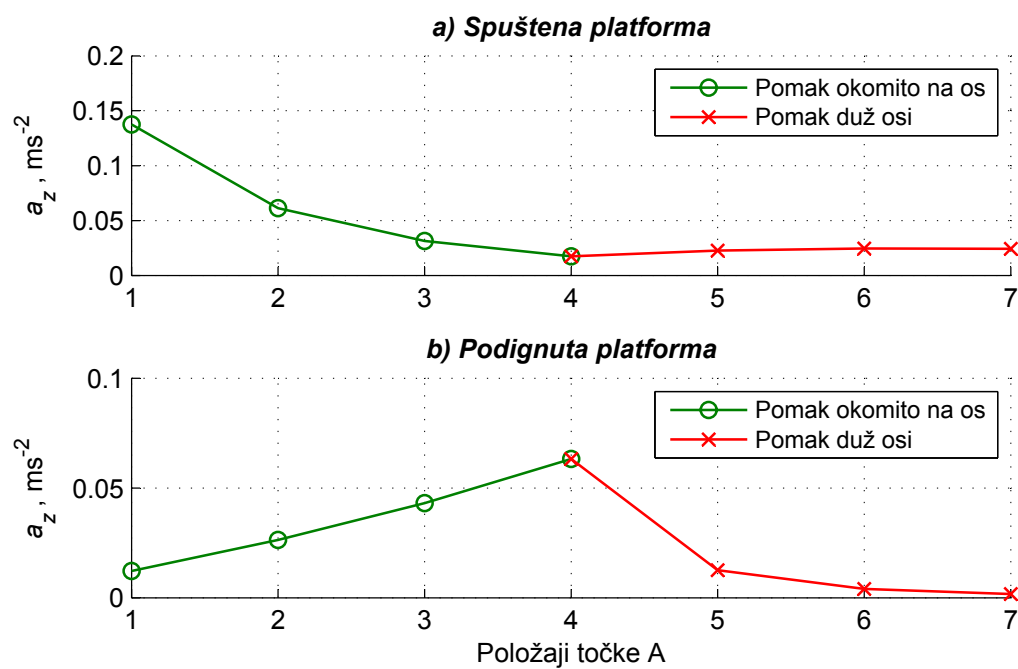 a) Spuštena platforma
0.2
0.15
0.1
0.05
0
a_z , ms⁻²
Pomak okomito na os
Pomak duž osi
1 2 3 4 5 6 7
b) Podignuta platforma
0.1
0.05
0
a_z , ms⁻²
Pomak okomito na os
Pomak duž osi
1 2 3 4 5 6 7
Položaji točke A